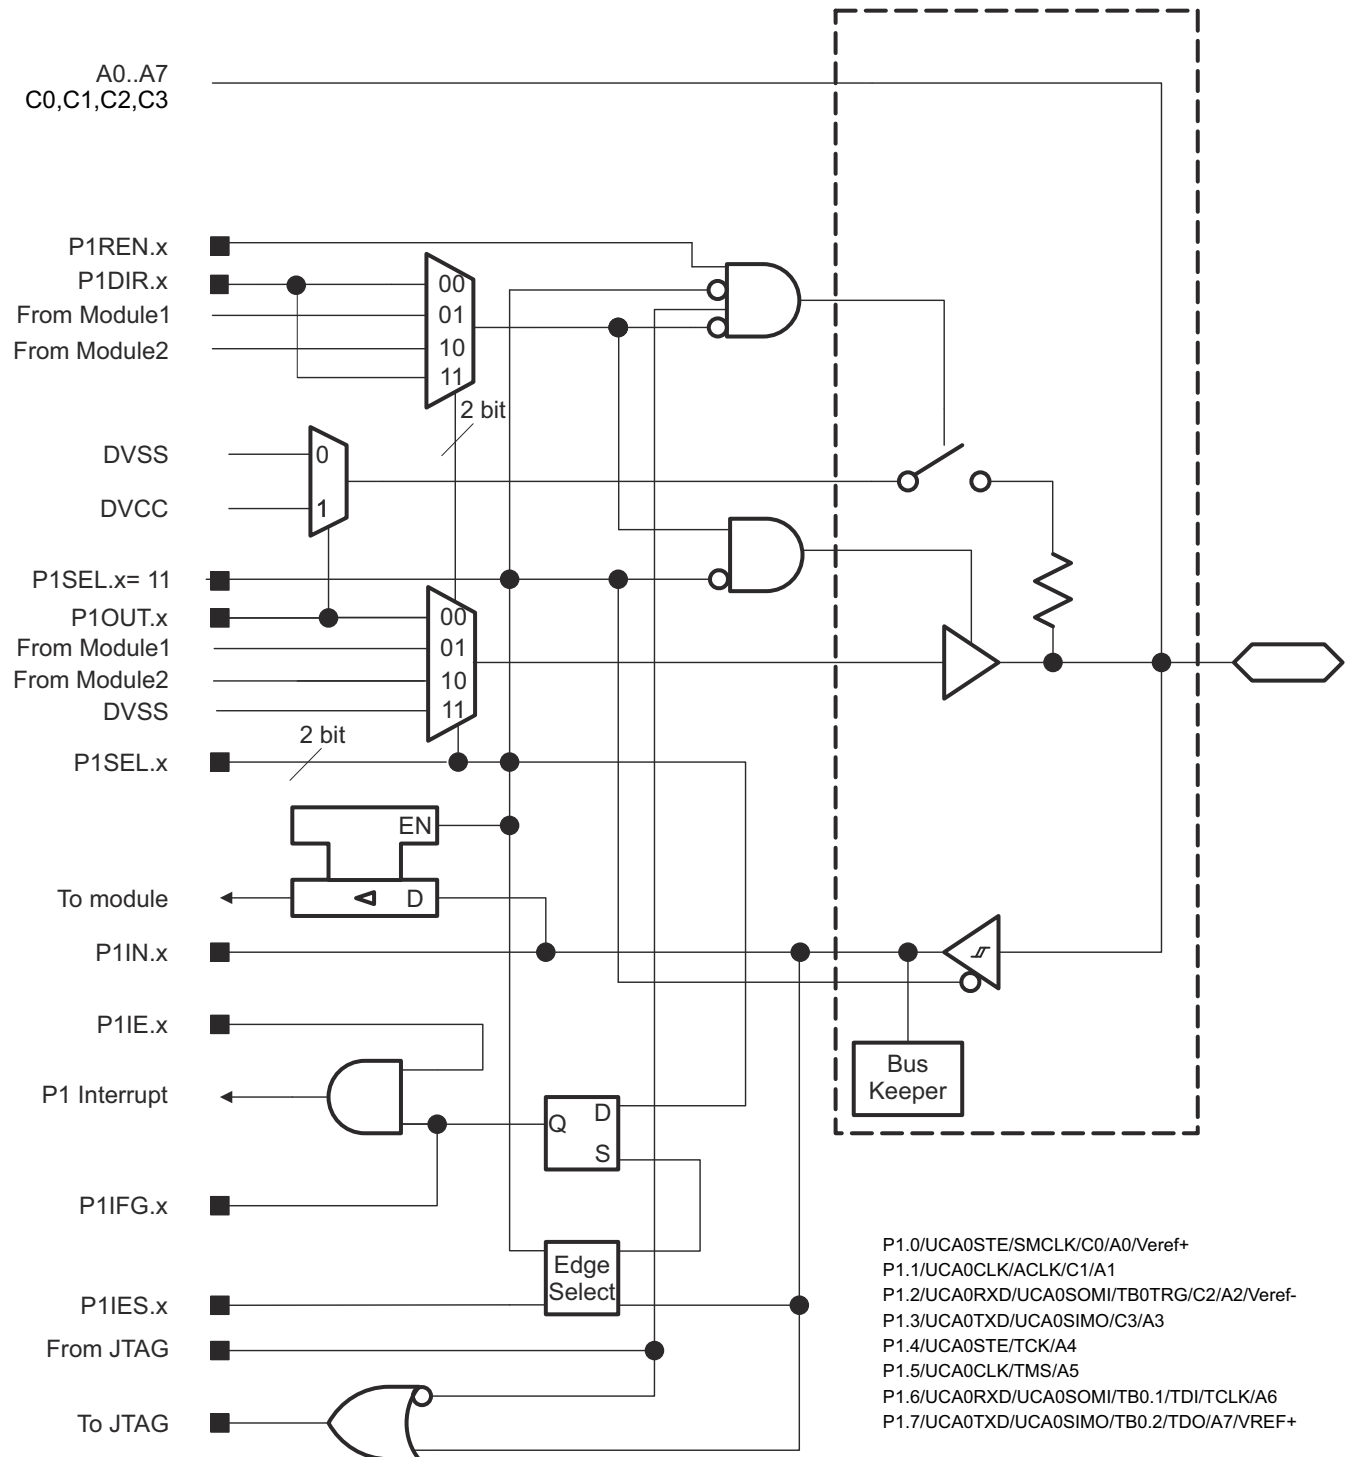 A0..A7
C0,C1,C2,C3
P1REN.x
P1DIR.x
From Module1
From Module2
00
01
10
11
2 bit
DVSS
DVCC
0
1
P1SEL.x= 11
P1OUT.x
From Module1
From Module2
DVSS
00
01
10
11
2 bit
P1SEL.x
EN
D
To module
P1IN.x
P1IE.x
Bus
Keeper
P1 Interrupt
Q
D
S
P1IFG.x
Edge
Select
P1IES.x
From JTAG
To JTAG
P1.0/UCA0STE/SMCLK/C0/A0/Veref+
P1.1/UCA0CLK/ACLK/C1/A1
P1.2/UCA0RXD/UCA0SOMI/TB0TRG/C2/A2/Veref-
P1.3/UCA0TXD/UCA0SIMO/C3/A3
P1.4/UCA0STE/TCK/A4
P1.5/UCA0CLK/TMS/A5
P1.6/UCA0RXD/UCA0SOMI/TB0.1/TDI/TCLK/A6
P1.7/UCA0TXD/UCA0SIMO/TB0.2/TDO/A7/VREF+